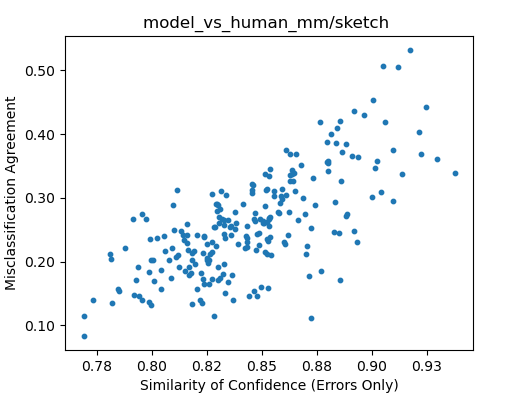 model_vs_human_mm/sketch
Misclassification Agreement
0.50
0.40
0.30
0.20
0.10
0.78 0.80 0.82 0.85 0.88 0.90 0.93
Similarity of Confidence (Errors Only)